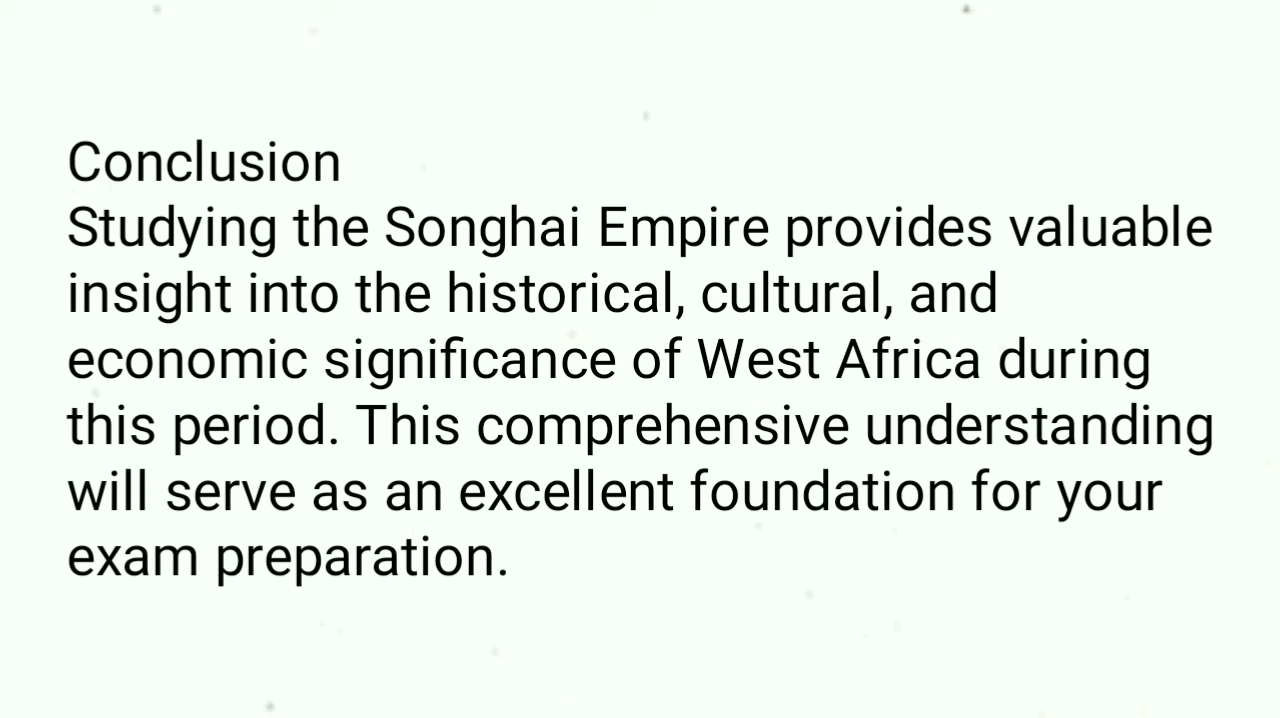 Conclusion
Studying the Songhai Empire provides valuable
insight into the historical, cultural, and
economic significance of West Africa during
this period. This comprehensive understanding
will serve as an excellent foundation for your
exam preparation.